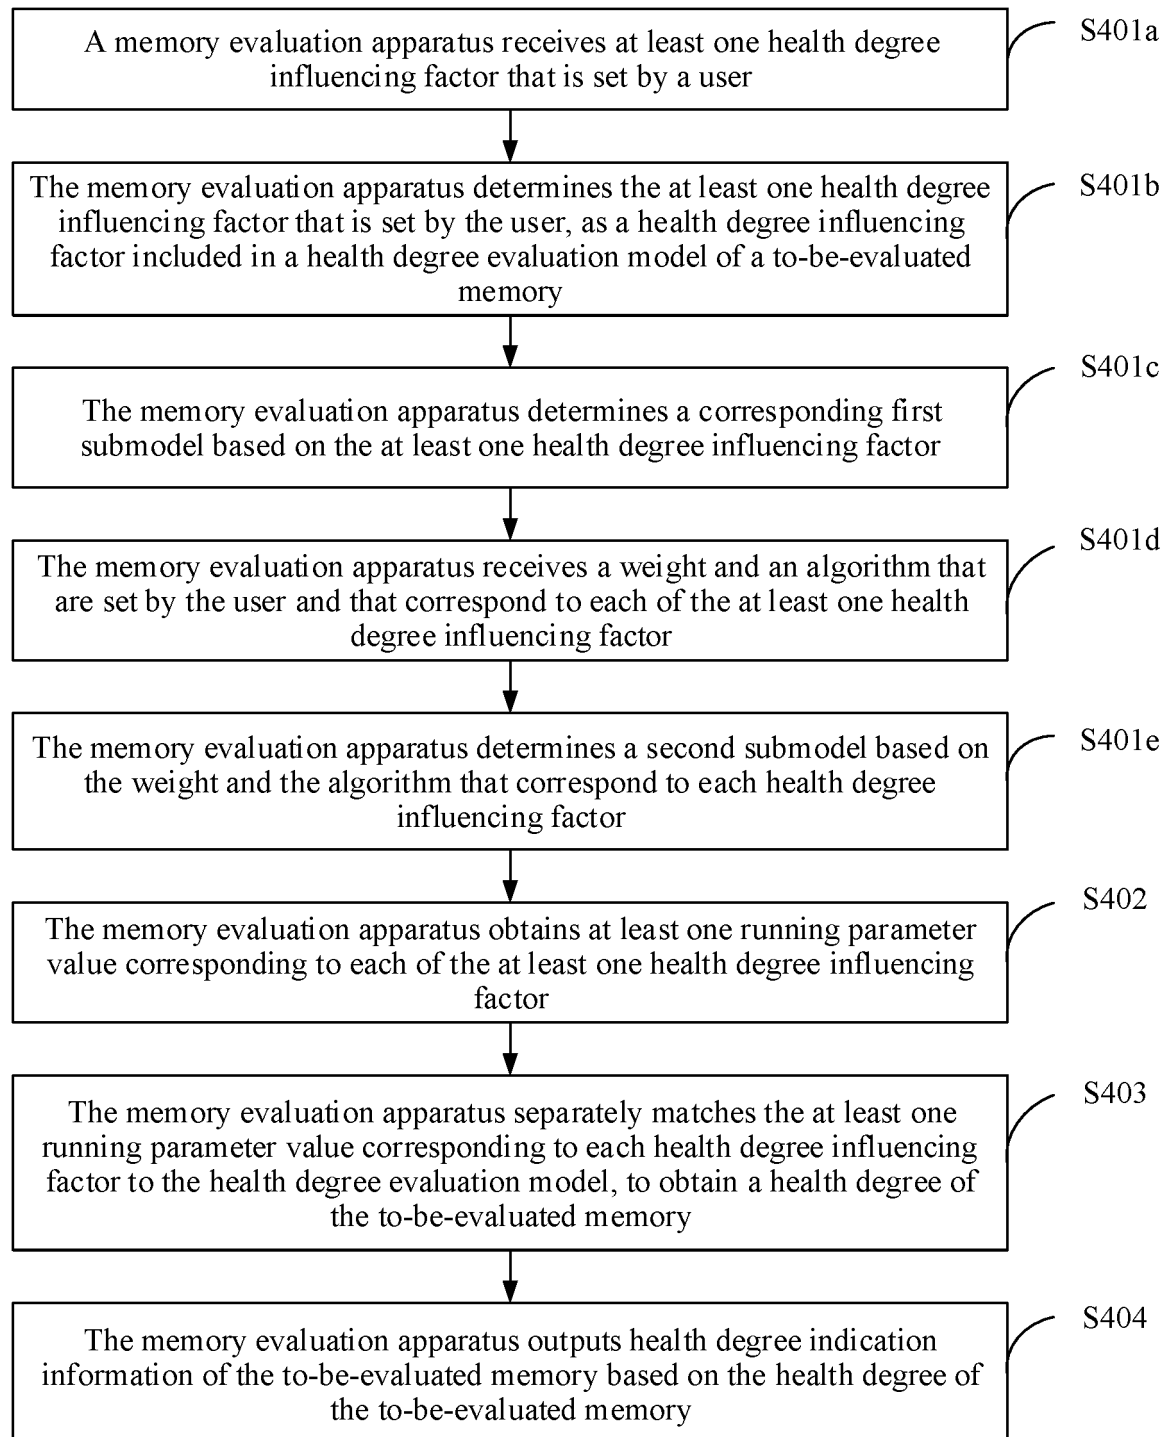 A memory evaluation apparatus receives at least one health degree
influencing factor that is set by a user
S401a
The memory evaluation apparatus determines the at least one health degree
influencing factor that is set by the user, as a health degree influencing
factor included in a health degree evaluation model of a to-be-evaluated
memory
S401b
The memory evaluation apparatus determines a corresponding first
submodel based on the at least one health degree influencing factor
S401c
The memory evaluation apparatus receives a weight and an algorithm that
are set by the user and that correspond to each of the at least one health
degree influencing factor
S401d
The memory evaluation apparatus determines a second submodel based on
the weight and the algorithm that correspond to each health degree
influencing factor
S401e
The memory evaluation apparatus obtains at least one running parameter
value corresponding to each of the at least one health degree influencing
factor
S402
The memory evaluation apparatus separately matches the at least one
running parameter value corresponding to each health degree influencing
factor to the health degree evaluation model, to obtain a health degree of
the to-be-evaluated memory
S403
The memory evaluation apparatus outputs health degree indication
information of the to-be-evaluated memory based on the health degree of
the to-be-evaluated memory
S404